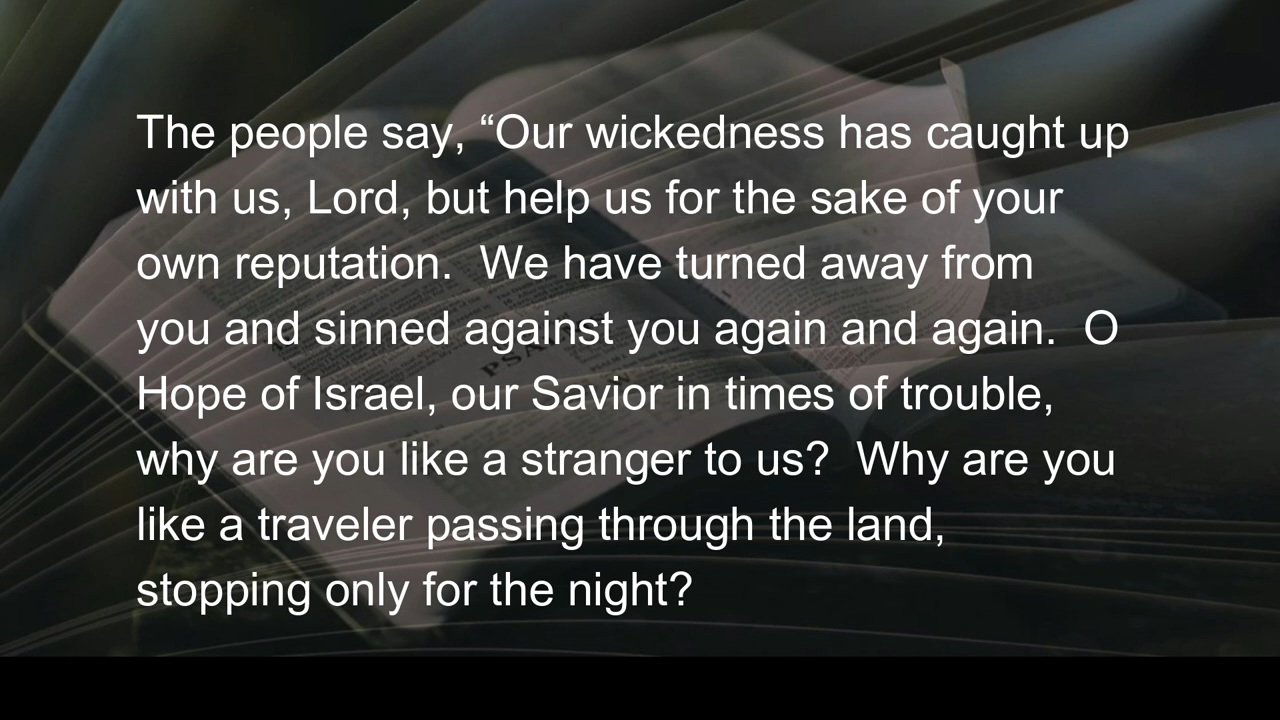 The people say, “Our wickedness has caught up
with us, Lord, but help us for the sake of your
own reputation.  We have turned away from
you and sinned against you again and again.  O
Hope of Israel, our Savior in times of trouble,
why are you like a stranger to us?  Why are you
like a traveler passing through the land,
stopping only for the night?